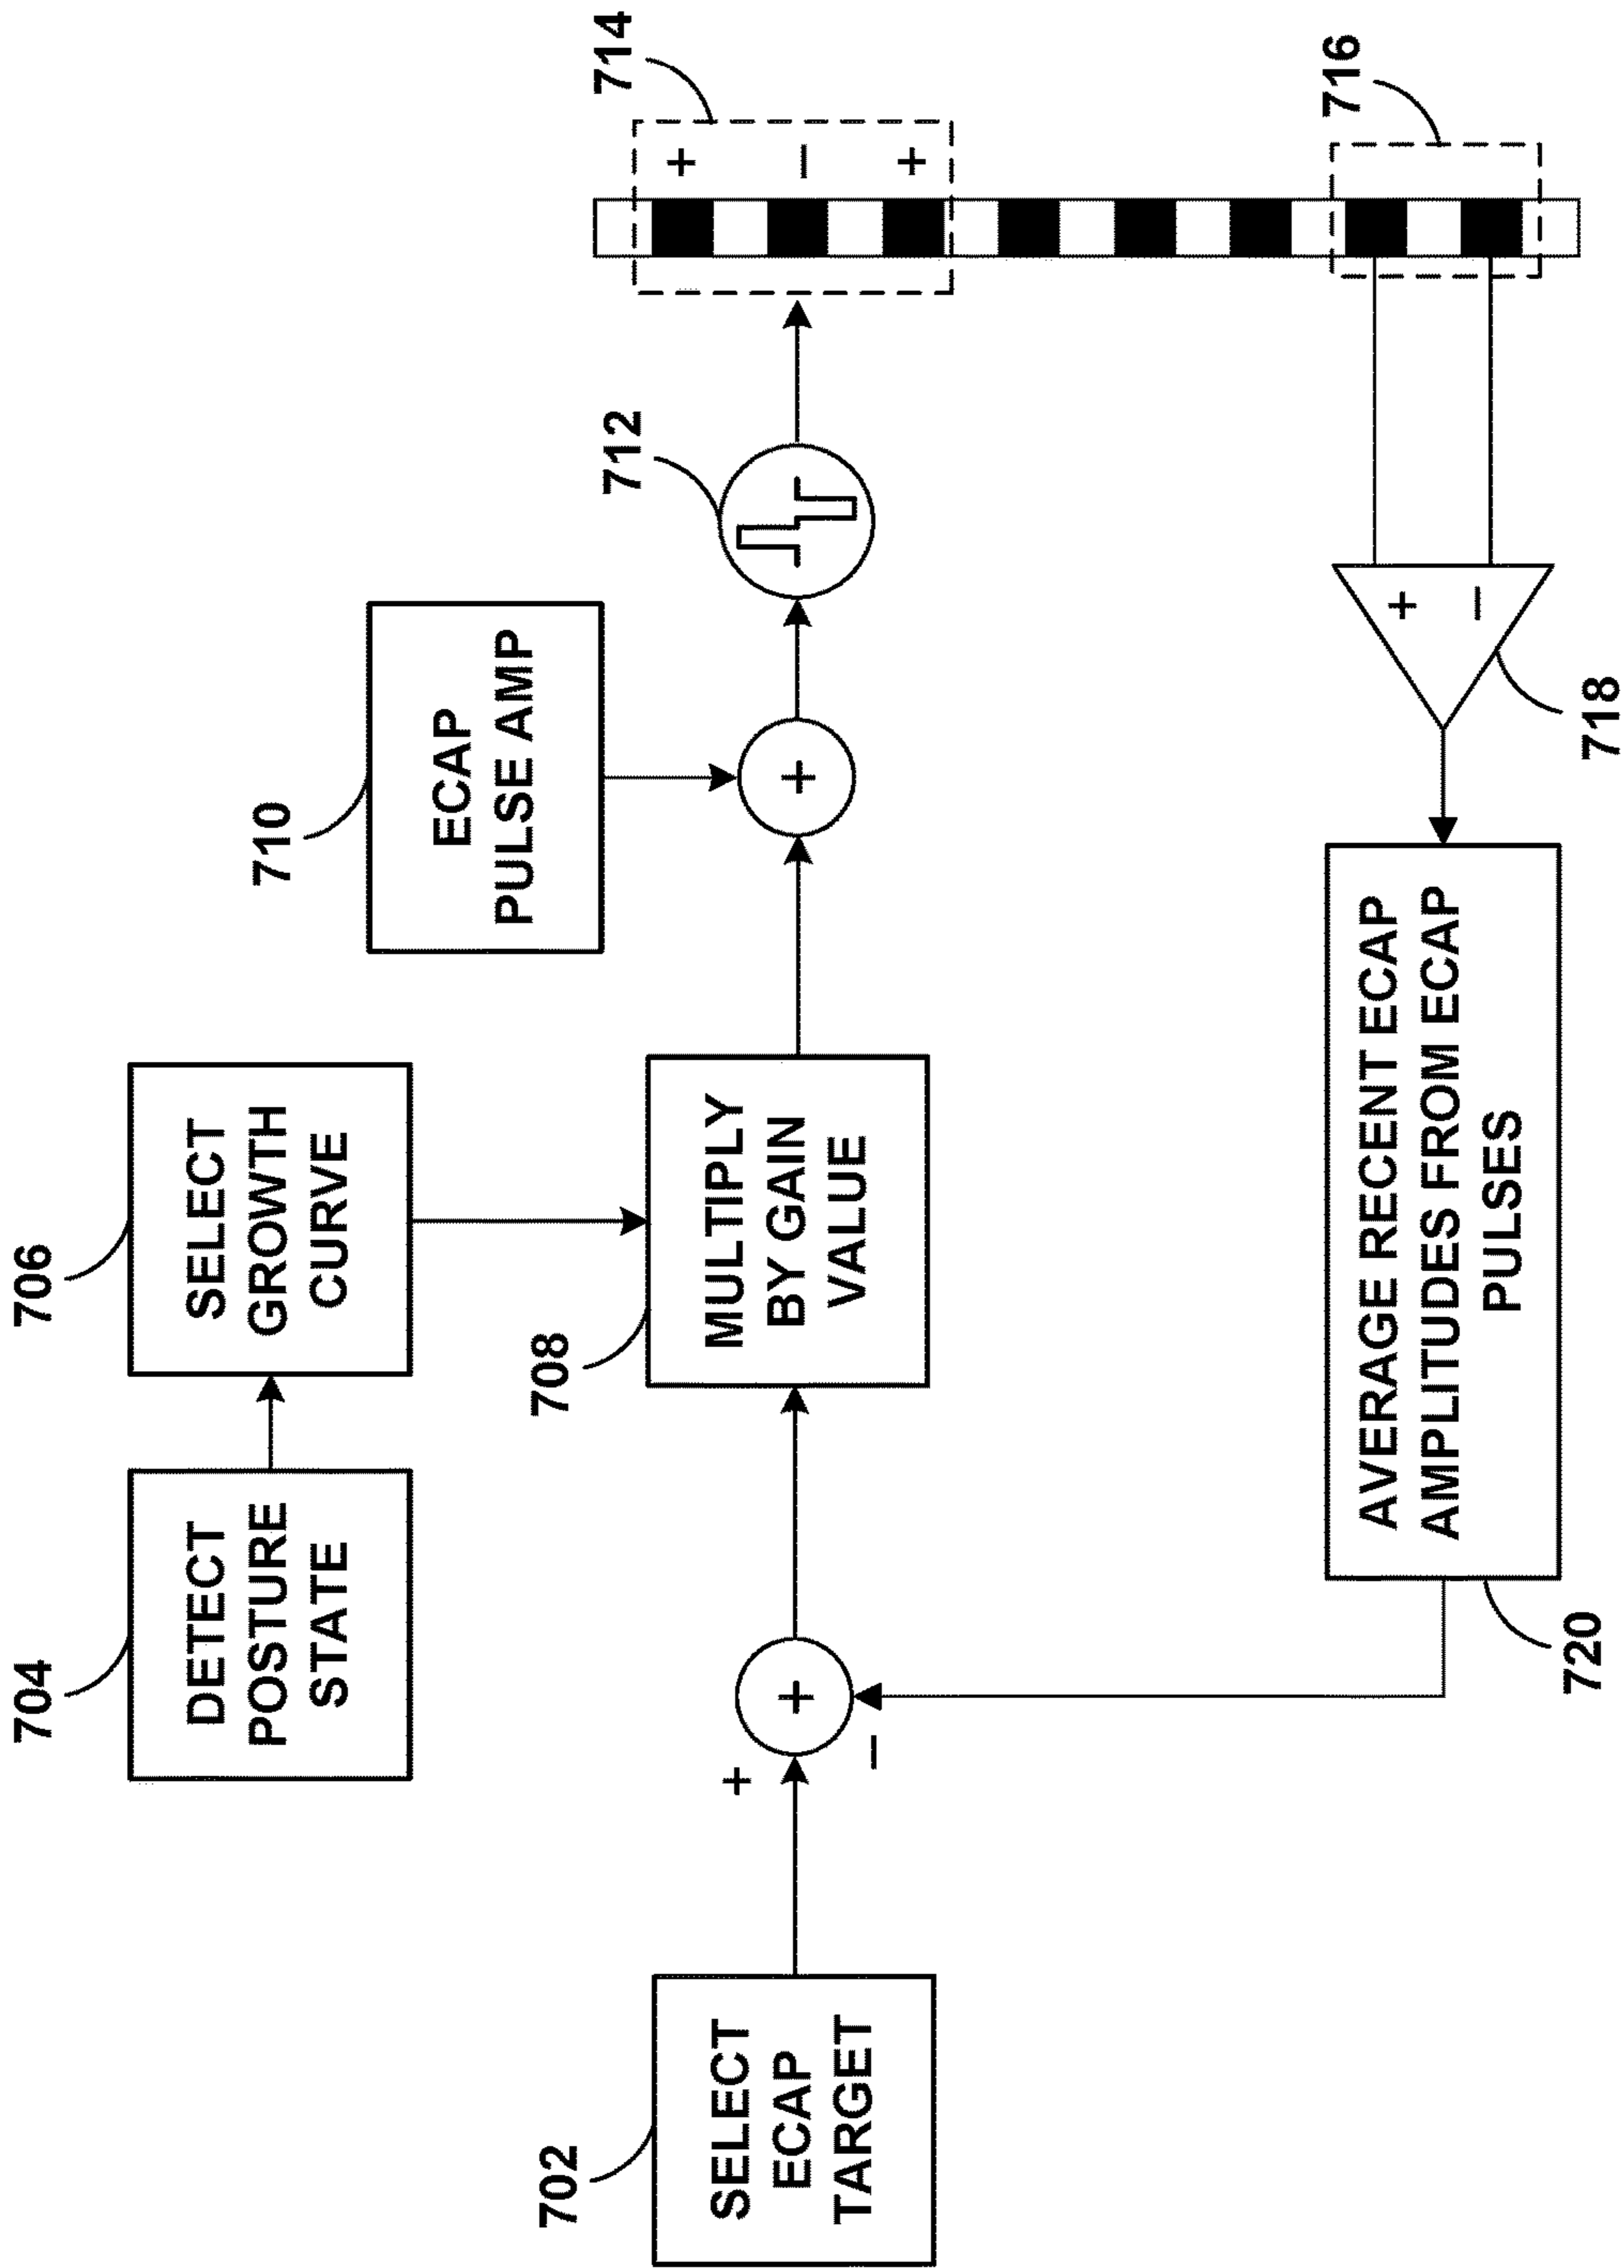 702
SELECT
ECAP
TARGET
+
−
+
704
DETECT
POSTURE
STATE
706
SELECT
GROWTH
CURVE
708
MULTIPLY
BY GAIN
VALUE
710
ECAP
PULSE AMP
+
712
714
+
−
+
716
718
+
−
720
AVERAGE RECENT ECAP
AMPLITUDES FROM ECAP
PULSES